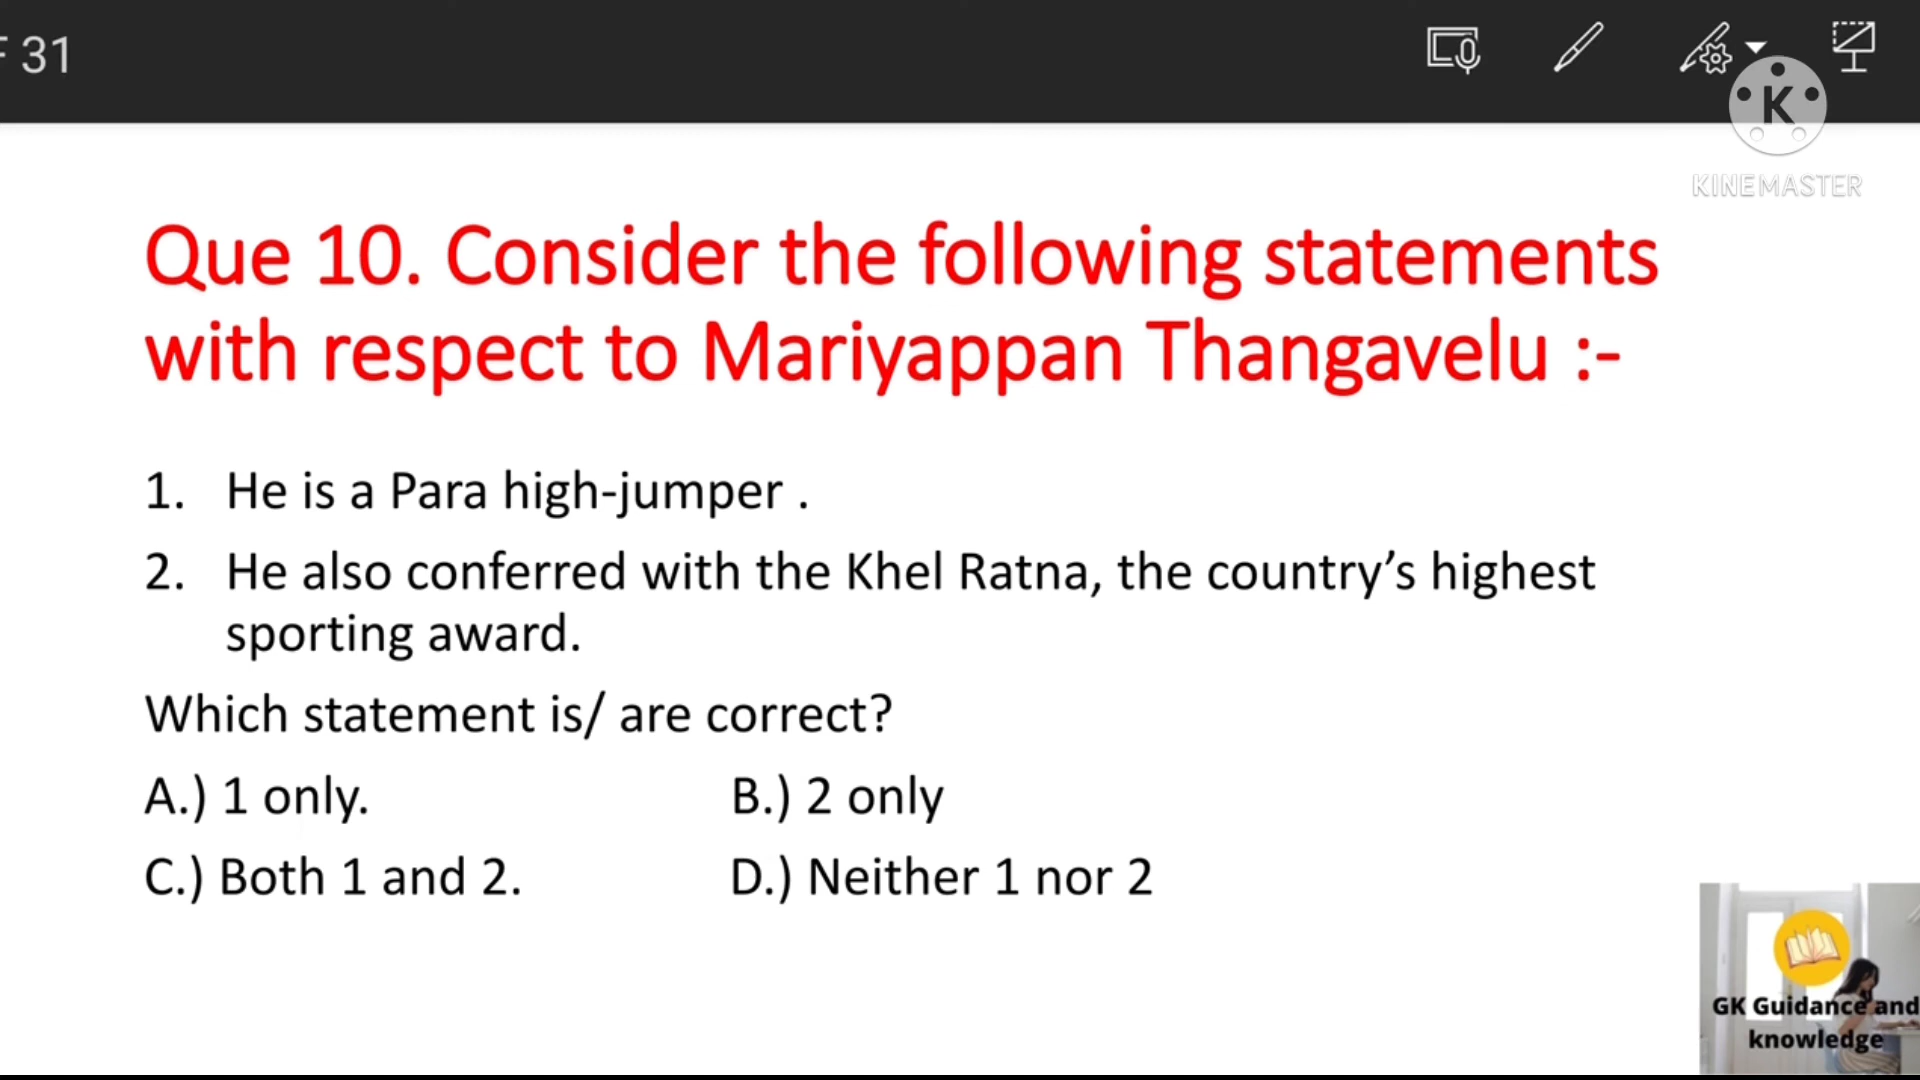 F 31
K
KINEMASTER
Que 10. Consider the following statements
with respect to Mariyappan Thangavelu :-
1. He is a Para high-jumper .
2. He also conferred with the Khel Ratna, the country’s highest
sporting award.
Which statement is/ are correct?
A.) 1 only. B.) 2 only
C.) Both 1 and 2. D.) Neither 1 nor 2
GK Guidance and
knowledge